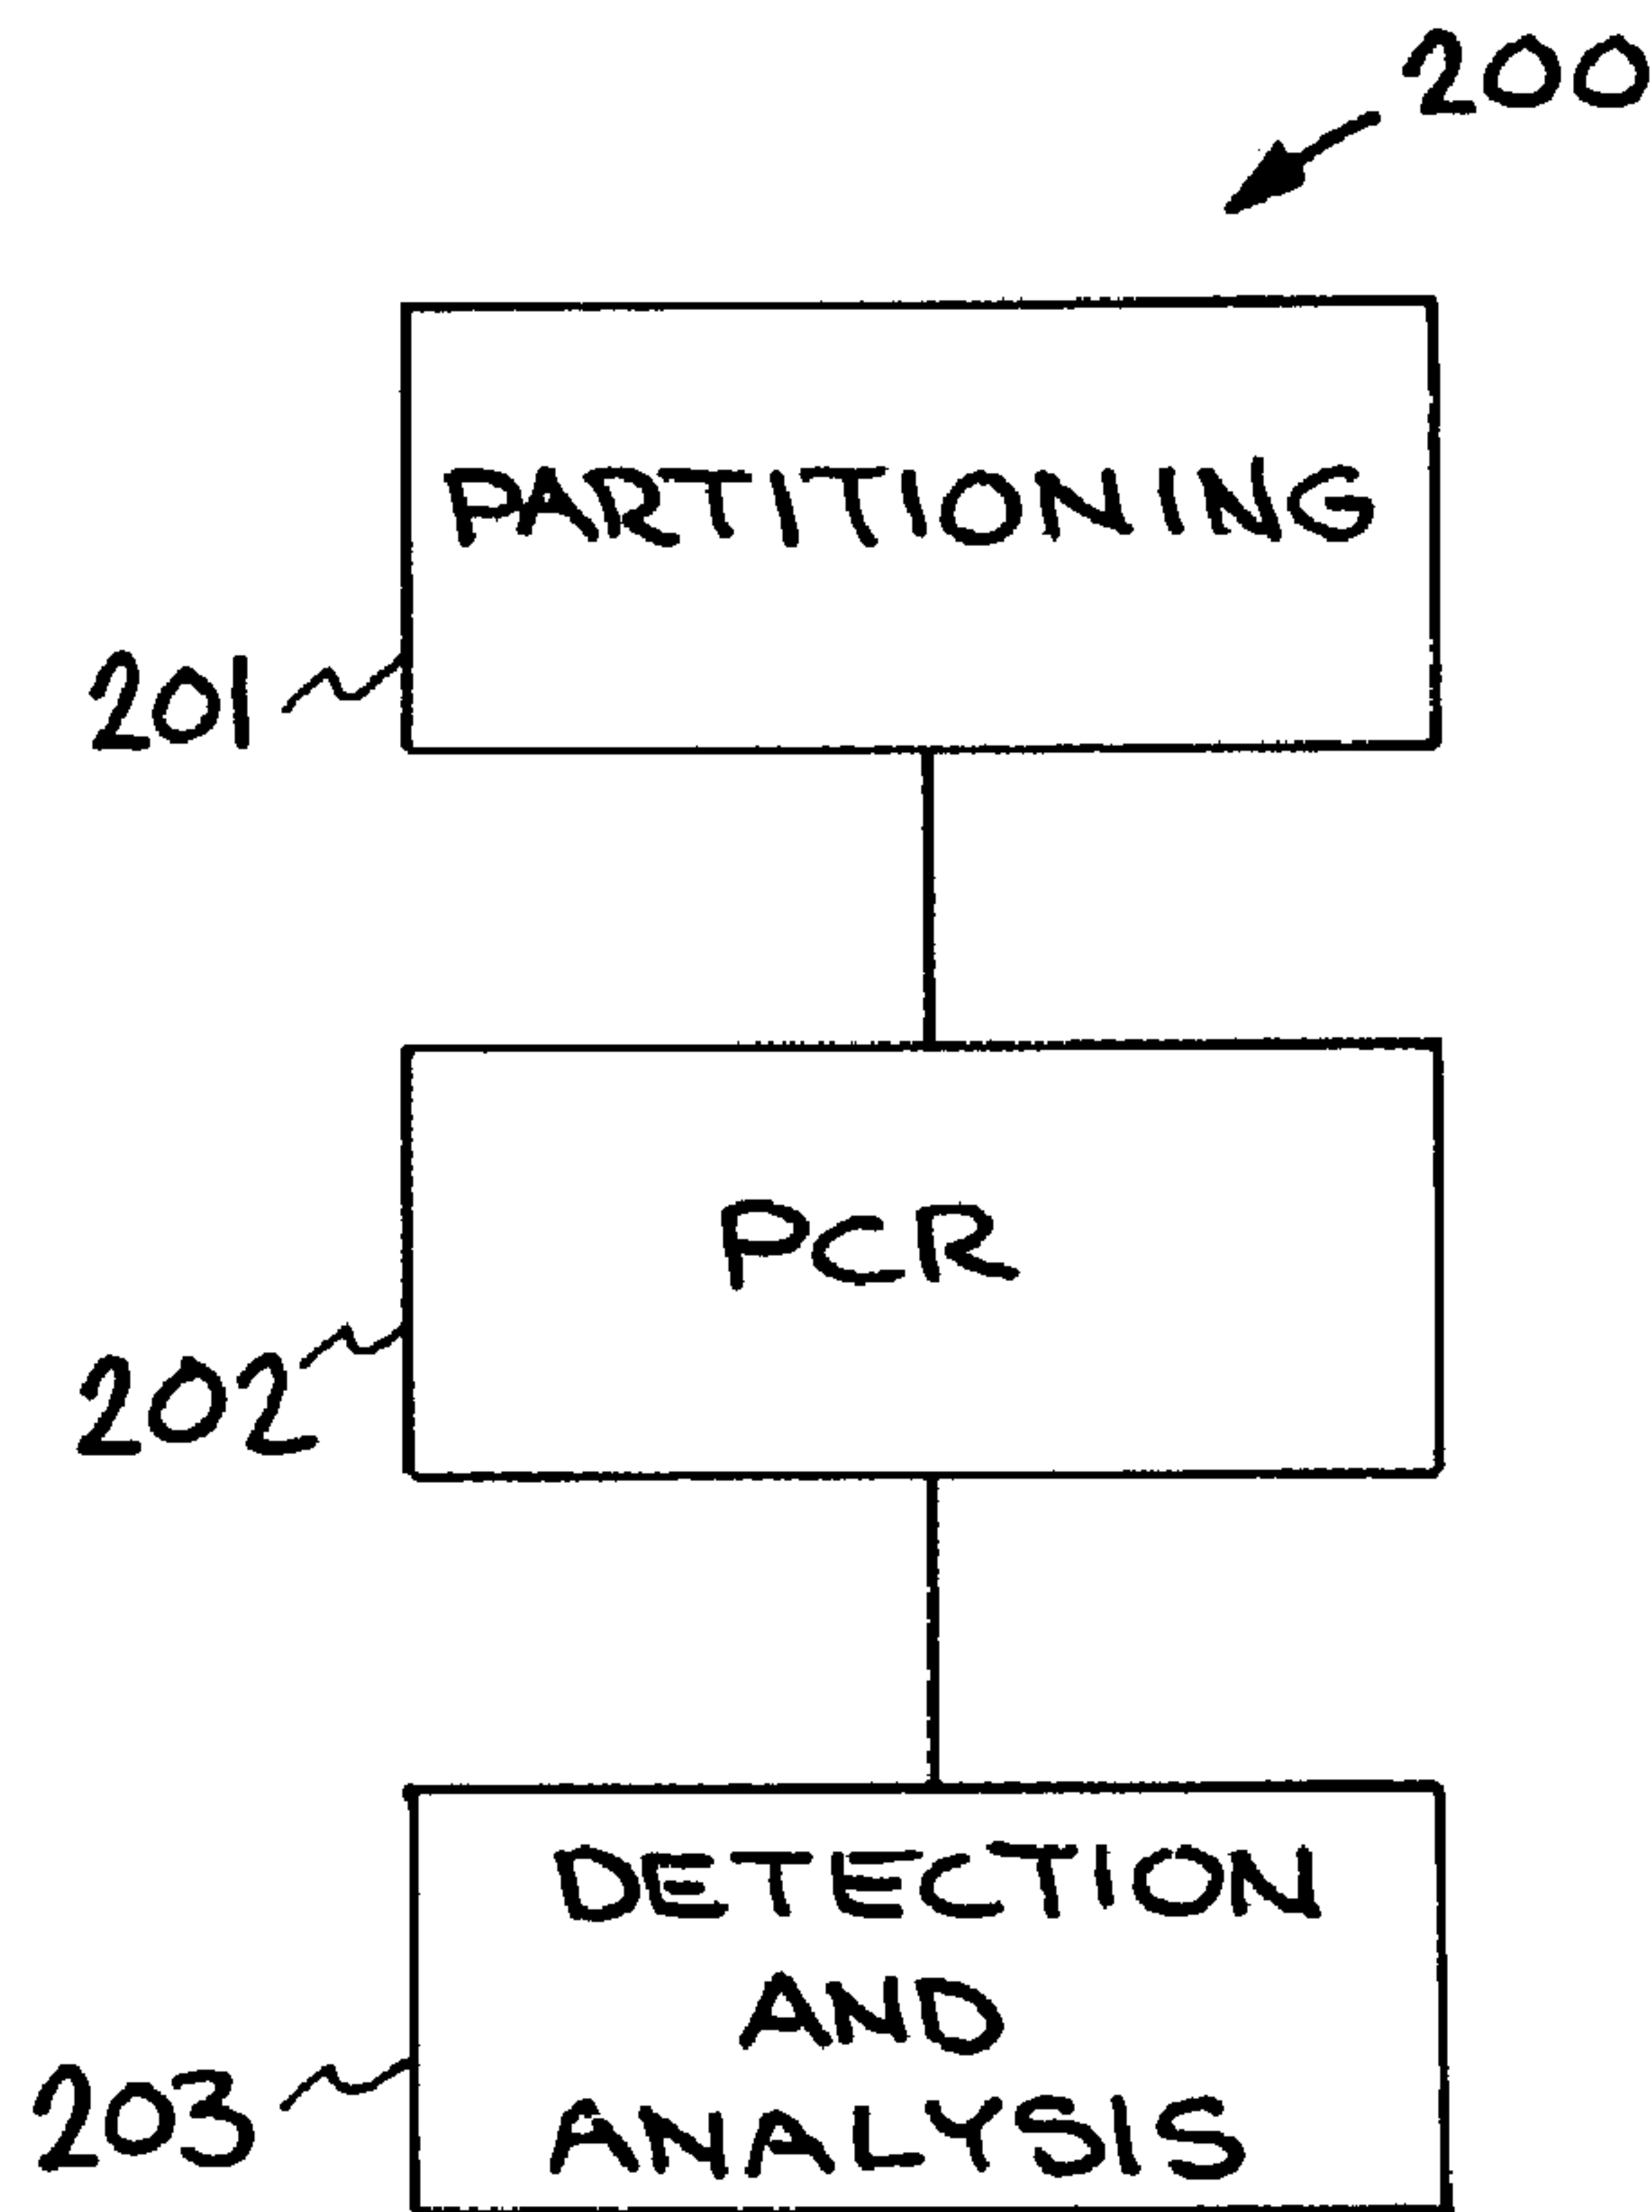 200
PARTITIONING
201
PCR
202
DETECTION
AND
ANALYSIS
203